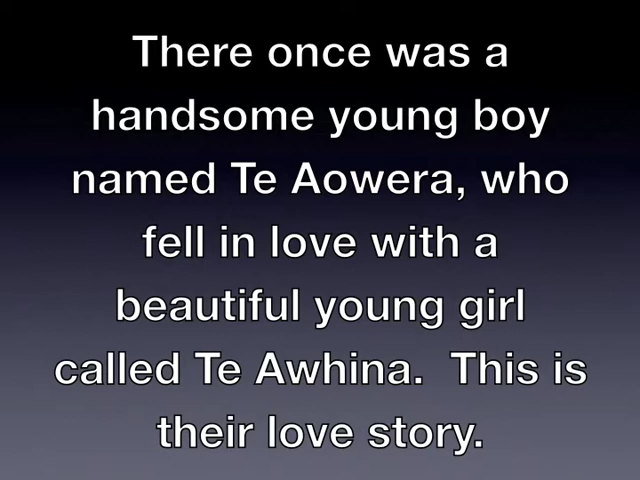 There once was a
handsome young boy
named Te Aowera, who
fell in love with a
beautiful young girl
called Te Awhina.  This is
their love story.